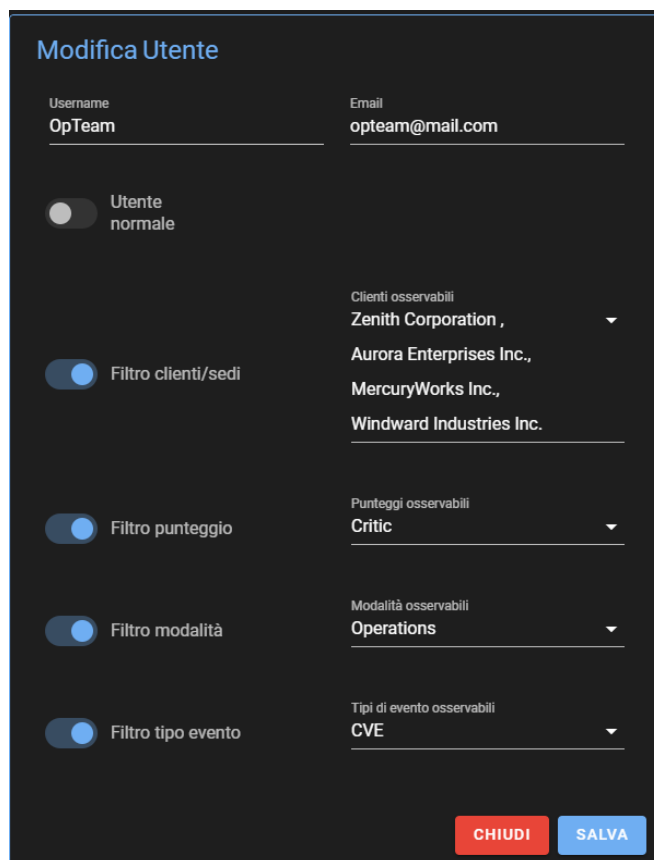 Modifica Utente
Username
OpTeam
Email
opteam@mail.com
Utente
normale
Filtro clienti/sedi
Clienti osservabili
Zenith Corporation ,
Aurora Enterprises Inc.,
MercuryWorks Inc.,
Windward Industries Inc.
Filtro punteggio
Punteggi osservabili
Critic
Filtro modalità
Modalità osservabili
Operations
Filtro tipo evento
Tipi di evento osservabili
CVE
CHIUDI
SALVA